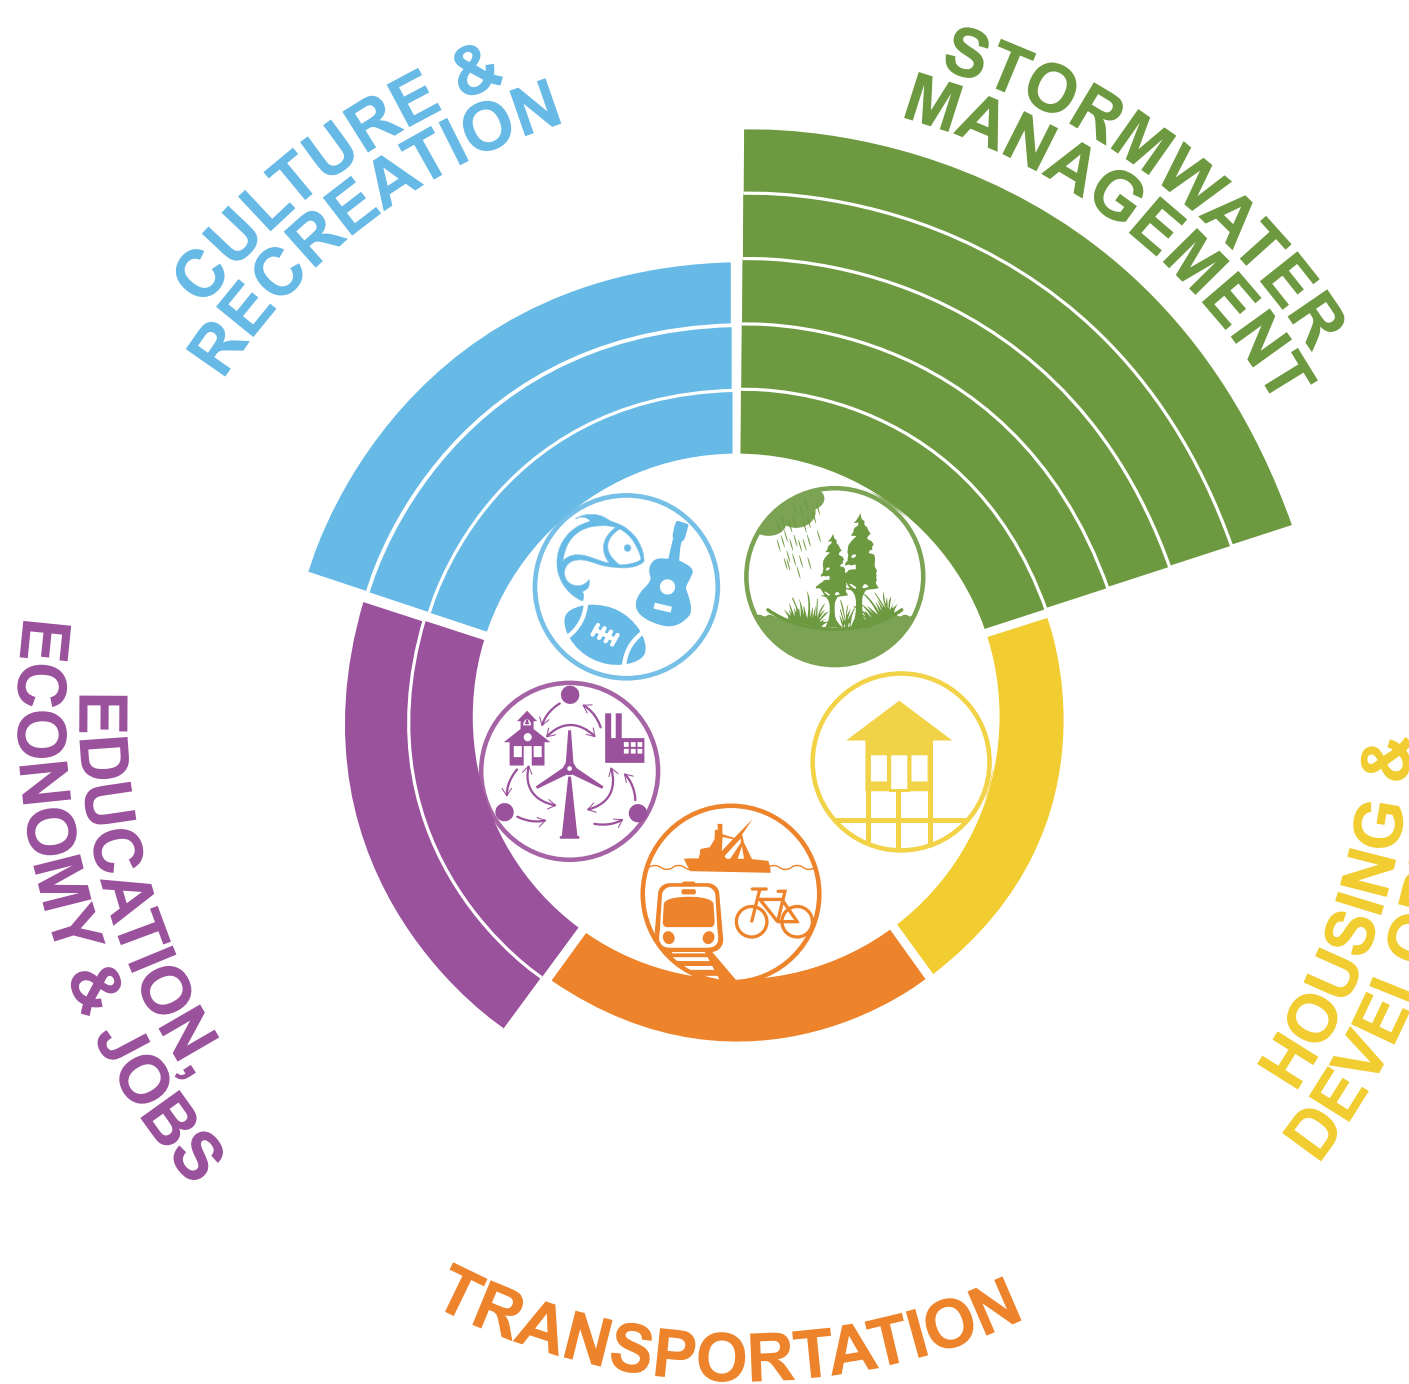 CULTURE &
RECREATION
STORMWATER
MANAGEMENT
HOUSING &
TRANSPORTATION
EDUCATION,
ECONOMY & JOBS